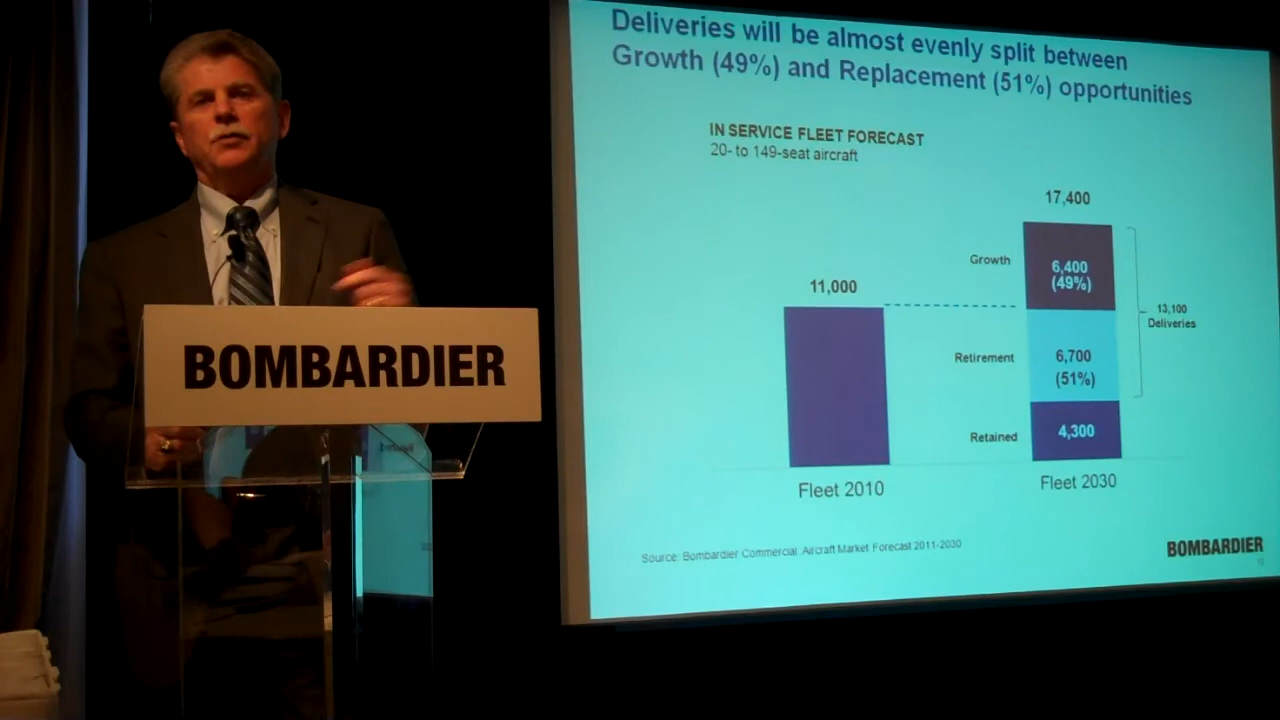 Deliveries will be almost evenly split between
Growth (49%) and Replacement (51%) opportunities
IN SERVICE FLEET FORECAST
20- to 149-seat aircraft
17,400
Growth
6,400
(49%)
11,000
13,100
Deliveries
Retirement
6,700
(51%)
Retained
4,300
Fleet 2010
Fleet 2030
Source: Bombardier Commercial Aircraft Market Forecast 2011-2030
BOMBARDIER
BOMBARDIER